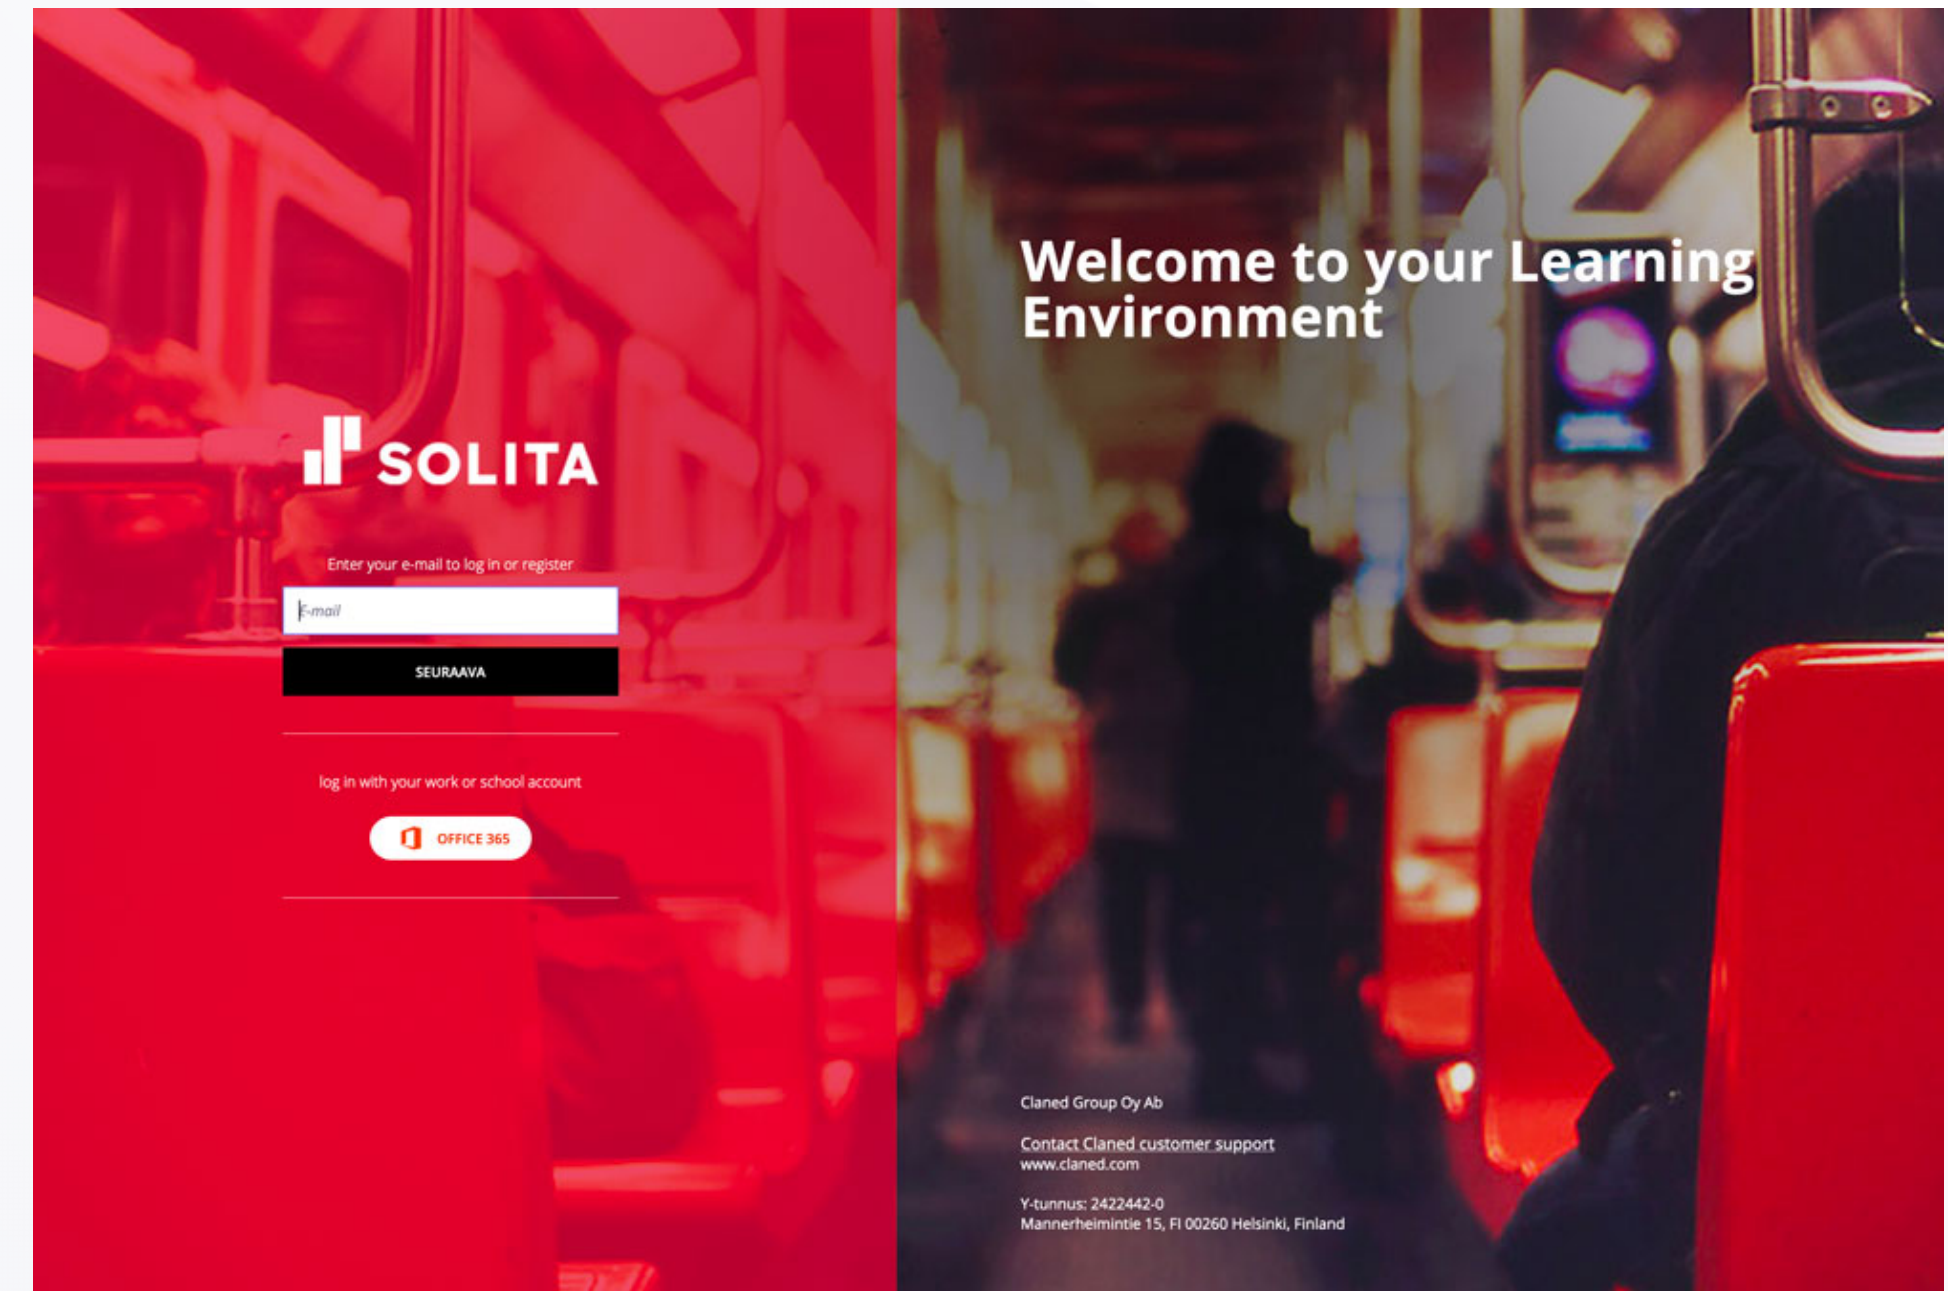 SOLITA
Enter your e-mail to log in or register
E-mail
SEURAAVA
log in with your work or school account
OFFICE 365
Welcome to your Learning
Environment
Claned Group Oy Ab
Contact Claned customer support
www.claned.com
Y-tunnus: 2422442-0
Mannerheimintie 15, FI 00260 Helsinki, Finland